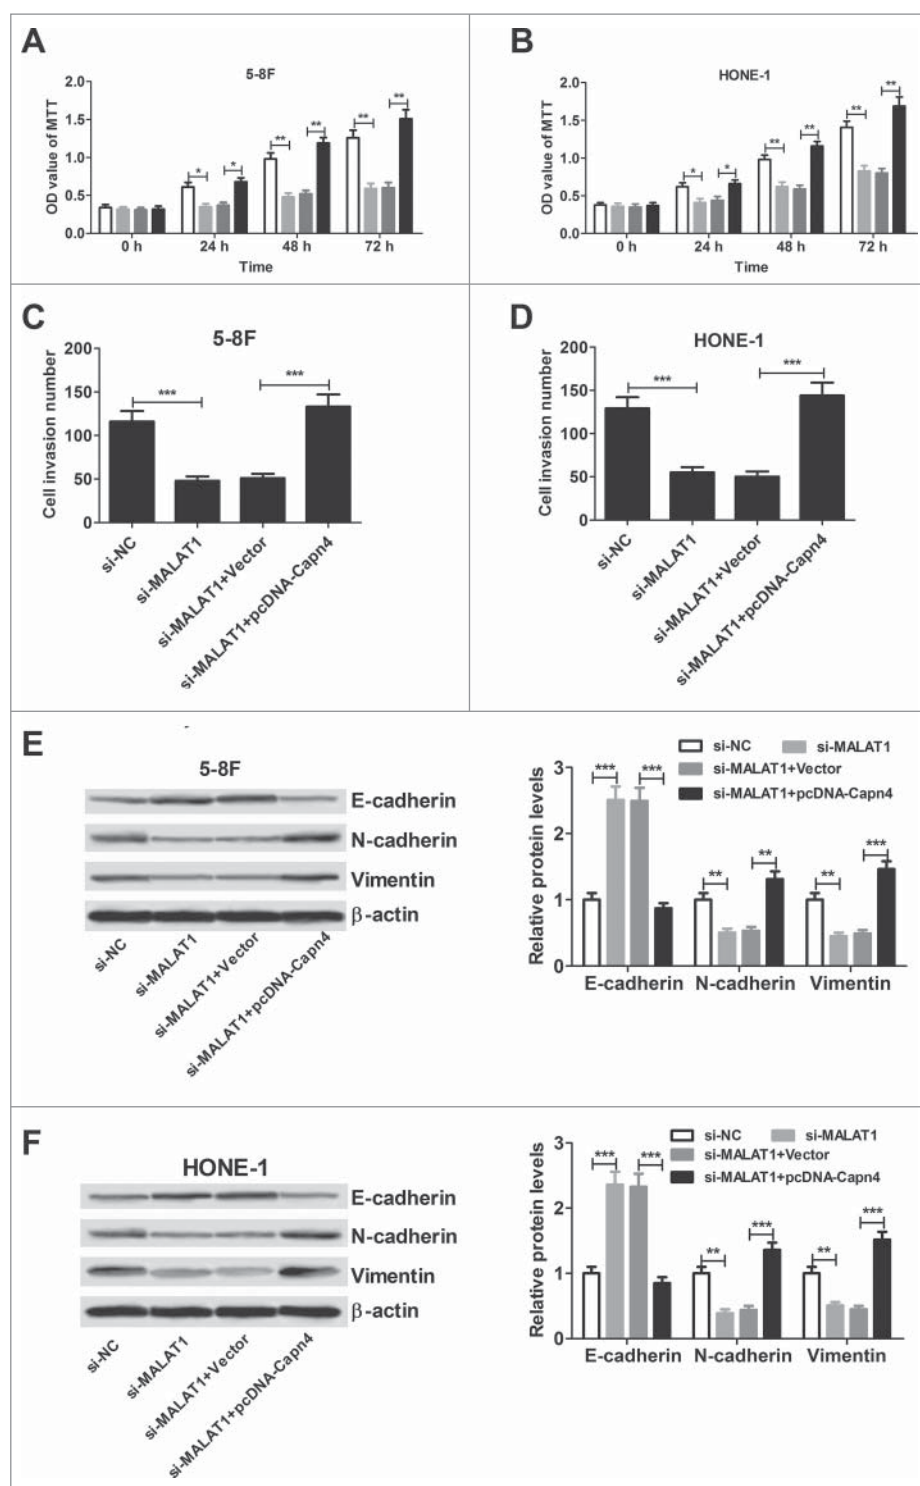 A
5-8F
OD value of MTT
2.0
1.5
1.0
0.5
0.0
* * ** ** ** **
0 h 24 h 48 h 72 h
Time
B
HONE-1
OD value of MTT
2.0
1.5
1.0
0.5
0.0
* * ** ** ** **
0 h 24 h 48 h 72 h
Time
C
5-8F
Cell invasion number
200
150
100
50
0
*** ***
si-NC
si-MALAT1
si-MALAT1+Vector
si-MALAT1+pcDNA-Capn4
D
HONE-1
Cell invasion number
200
150
100
50
0
*** ***
si-NC
si-MALAT1
si-MALAT1+Vector
si-MALAT1+pcDNA-Capn4
E
5-8F
E-cadherin
N-cadherin
Vimentin
β-actin
si-NC
si-MALAT1
si-MALAT1+Vector
si-MALAT1+pcDNA-Capn4
si-NC si-MALAT1
si-MALAT1+Vector
si-MALAT1+pcDNA-Capn4
Relative protein levels
3
2
1
0
*** *** ** ** ** ***
E-cadherin N-cadherin Vimentin
F
HONE-1
E-cadherin
N-cadherin
Vimentin
β-actin
si-NC
si-MALAT1
si-MALAT1+Vector
si-MALAT1+pcDNA-Capn4
si-NC si-MALAT1
si-MALAT1+Vector
si-MALAT1+pcDNA-Capn4
Relative protein levels
3
2
1
0
*** *** ** *** ** ***
E-cadherin N-cadherin Vimentin